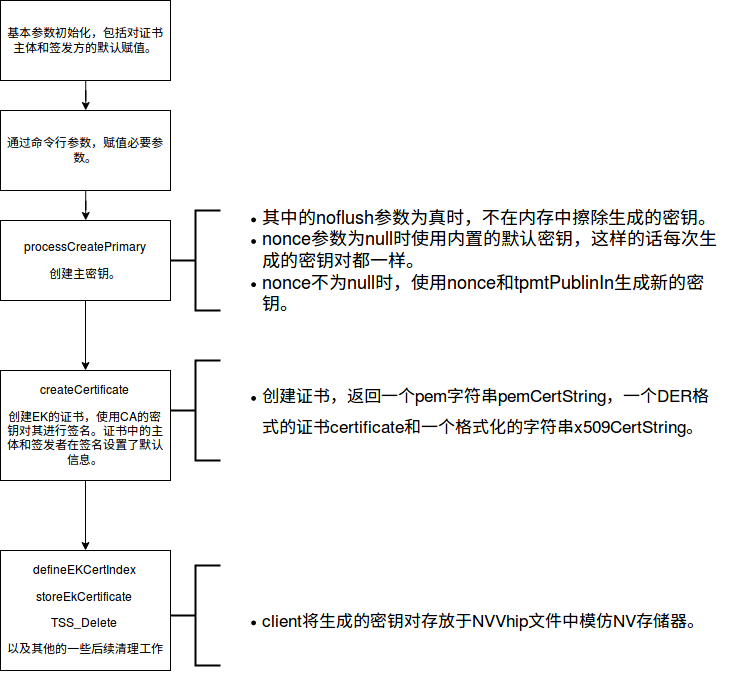 基本参数初始化，包括对证书
主体和签发方的默认赋值。
通过命令行参数，赋值必要参
数。
processCreatePrimary
创建主密钥。
• 其中的noflush参数为真时，不在内存中擦除生成的密钥。
• nonce参数为null时使用内置的默认密钥，这样的话每次生
成的密钥对都一样。
• nonce不为null时，使用nonce和tpmtPublinIn生成新的密
钥。
createCertificate
创建EK的证书，使用CA的密
钥对其进行签名。证书中的主
体和签发者在签名设置了默认
信息。
• 创建证书，返回一个pem字符串pemCertString，一个DER格
式的证书certificate和一个格式化的字符串x509CertString。
defineEKCertIndex
storeEkCertificate
TSS_Delete
以及其他的一些后续清理工作
• client将生成的密钥对存放于NVVhip文件中模仿NV存储器。